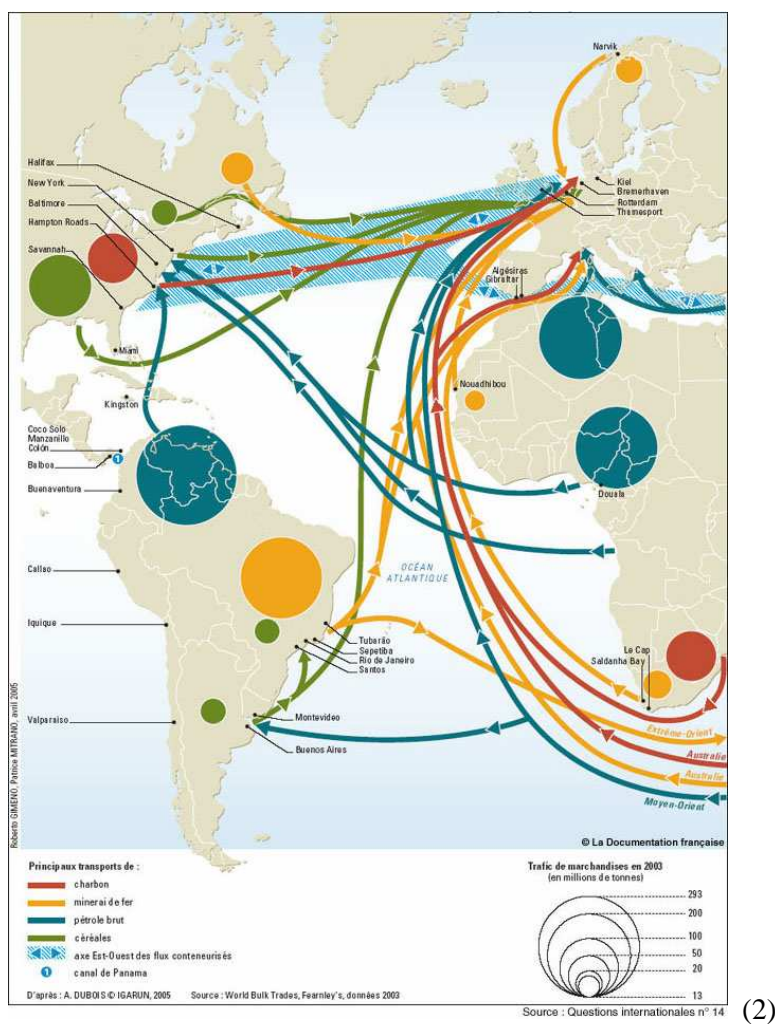 Narvik
Halifax
New York
Baltimore
Hampton Roads
Savannah
Miami
Kingston
Coco Solo
Manzanillo
Colón
Balboa
1
Buenaventura
Callao
Iquique
Valparaiso
Kiel
Bremerhaven
Rotterdam
Thamesport
Algésiras
Gibraltar
Nouadhibou
Douala
OCÉAN
ATLANTIQUE
Tubarão
Sepetiba
Rio de Janeiro
Santos
Montevideo
Buenos Aires
Le Cap
Saldanha Bay
Extrême-Orient
Australie
Australie
Moyen-Orient
Roberto GIMENO, Patrice MITRANO, avril 2005
© La Documentation française
Principaux transports de :
charbon
minerai de fer
pétrole brut
céréales
axe Est-Ouest des flux conteneurisés
1 canal de Panama
Trafic de marchandises en 2003
(en millions de tonnes)
293
200
100
50
20
13
D'après : A. DUBOIS © IGARUN, 2005 Source : World Bulk Trades, Fearnley's, données 2003
Source : Questions internationales n° 14
(2)